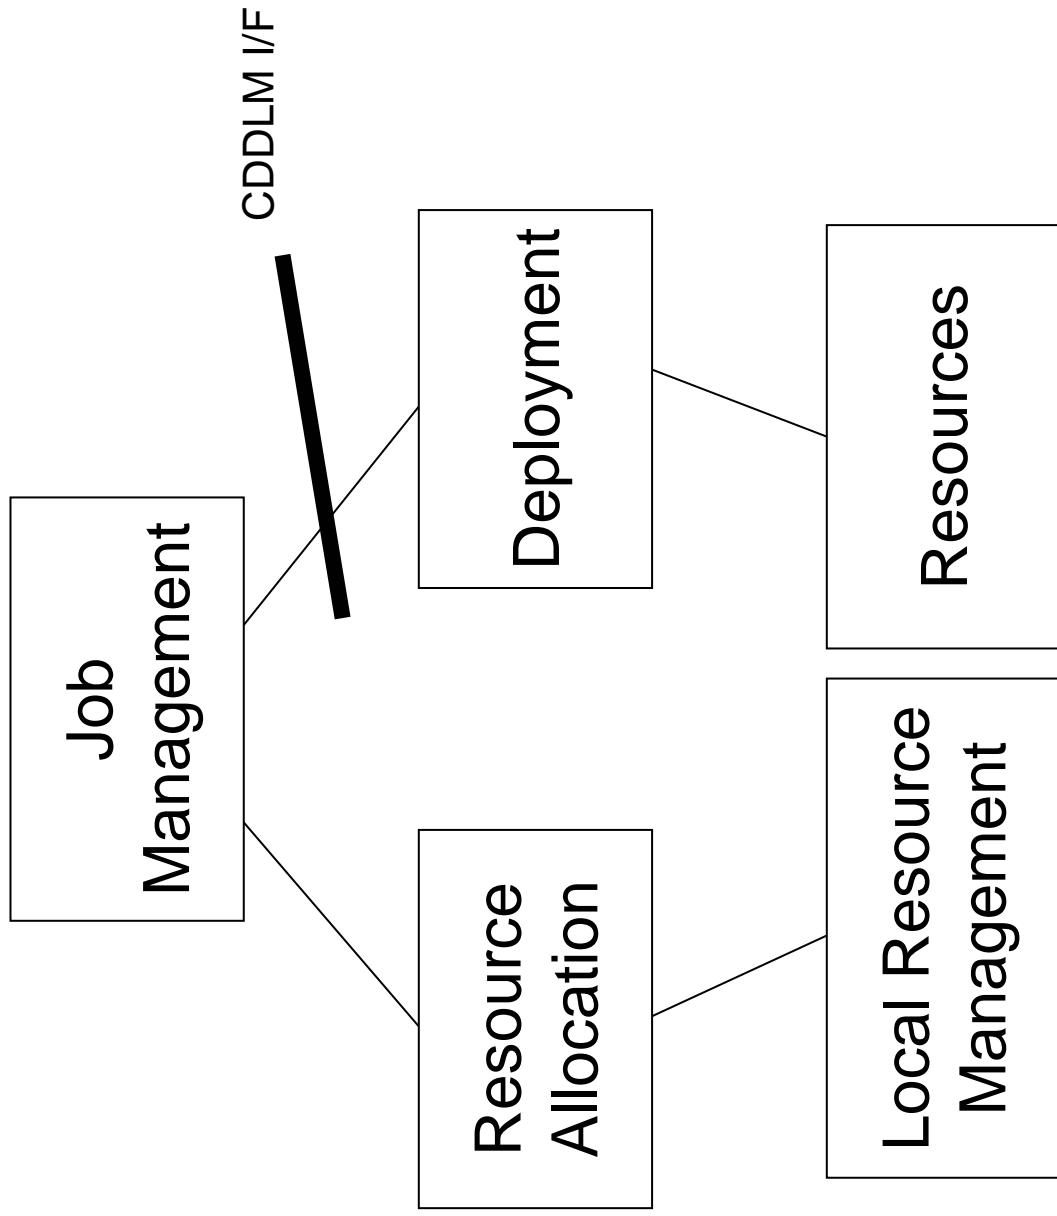 Job
Management
CDDLM I/F
Resource
Allocation
Deployment
Local Resource
Management
Resources